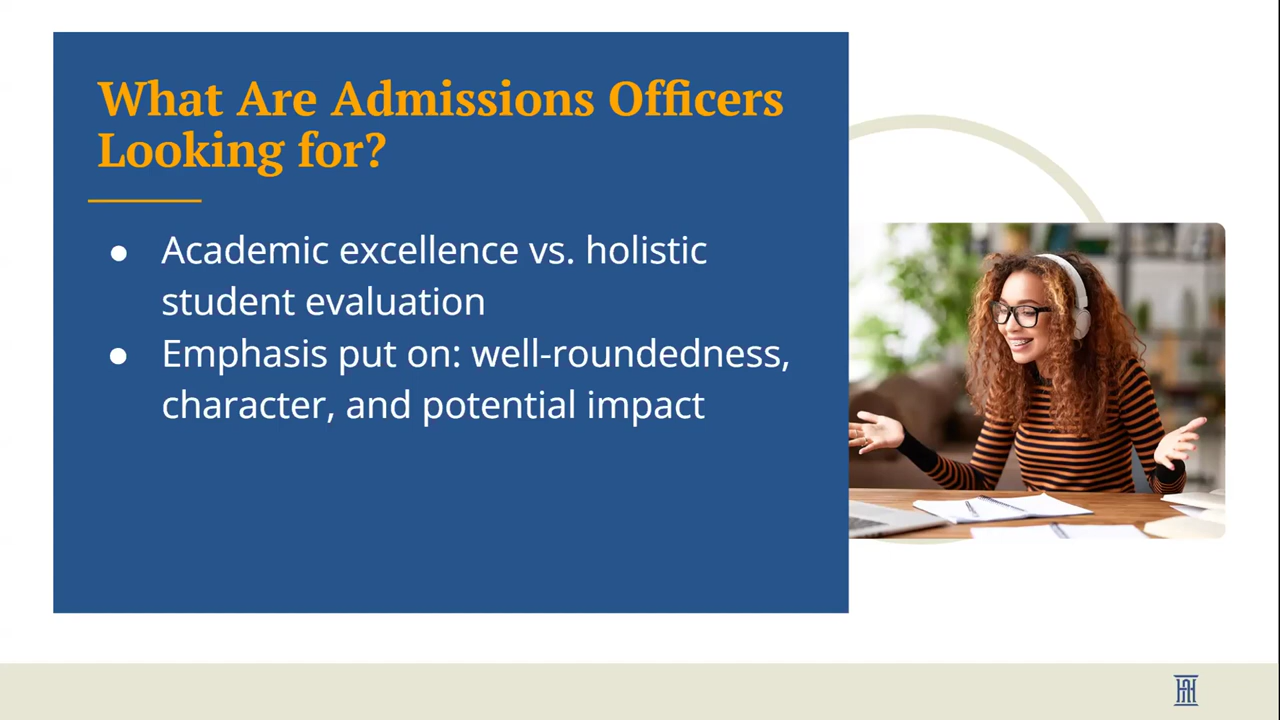 What Are Admissions Officers
Looking for?
● Academic excellence vs. holistic
student evaluation
● Emphasis put on: well-roundedness,
character, and potential impact